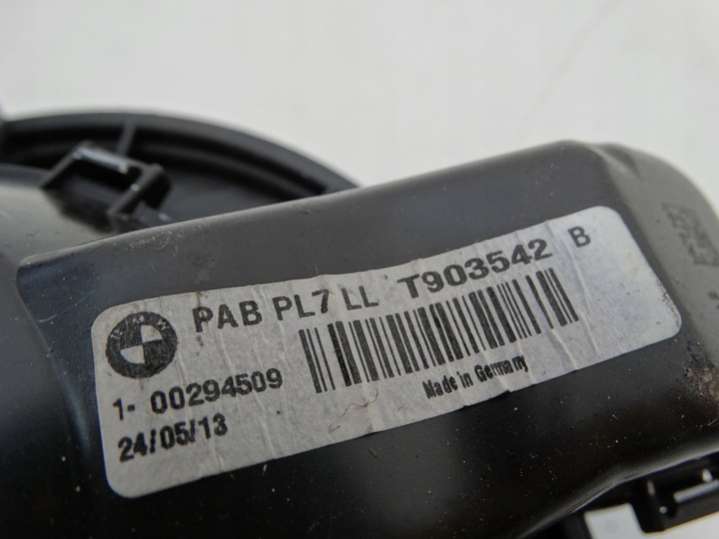 PAB PL7 LL T903542 B
1- 00294509
Made in Germany
24/05/13